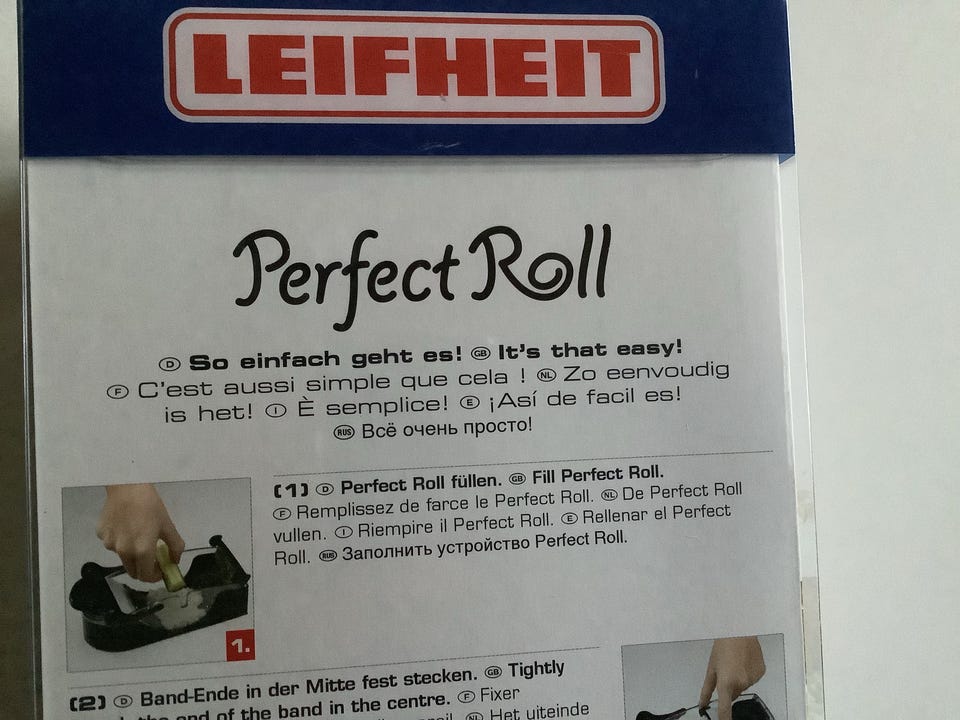 LEIFHEIT
Perfect Roll
D So einfach geht es! GB It's that easy!
F C'est aussi simple que cela ! NL Zo eenvoudig
is het! I È semplice! E ¡Así de facil es!
RUS Всё очень просто!
(1) D Perfect Roll füllen. GB Fill Perfect Roll.
F Remplissez de farce le Perfect Roll. NL De Perfect Roll
vullen. I Riempire il Perfect Roll. E Rellenar el Perfect
Roll. RUS Заполнить устройство Perfect Roll.
1.
(2) D Band-Ende in der Mitte fest stecken. GB Tightly
the end of the band in the centre. F Fixer
NL Het uiteinde